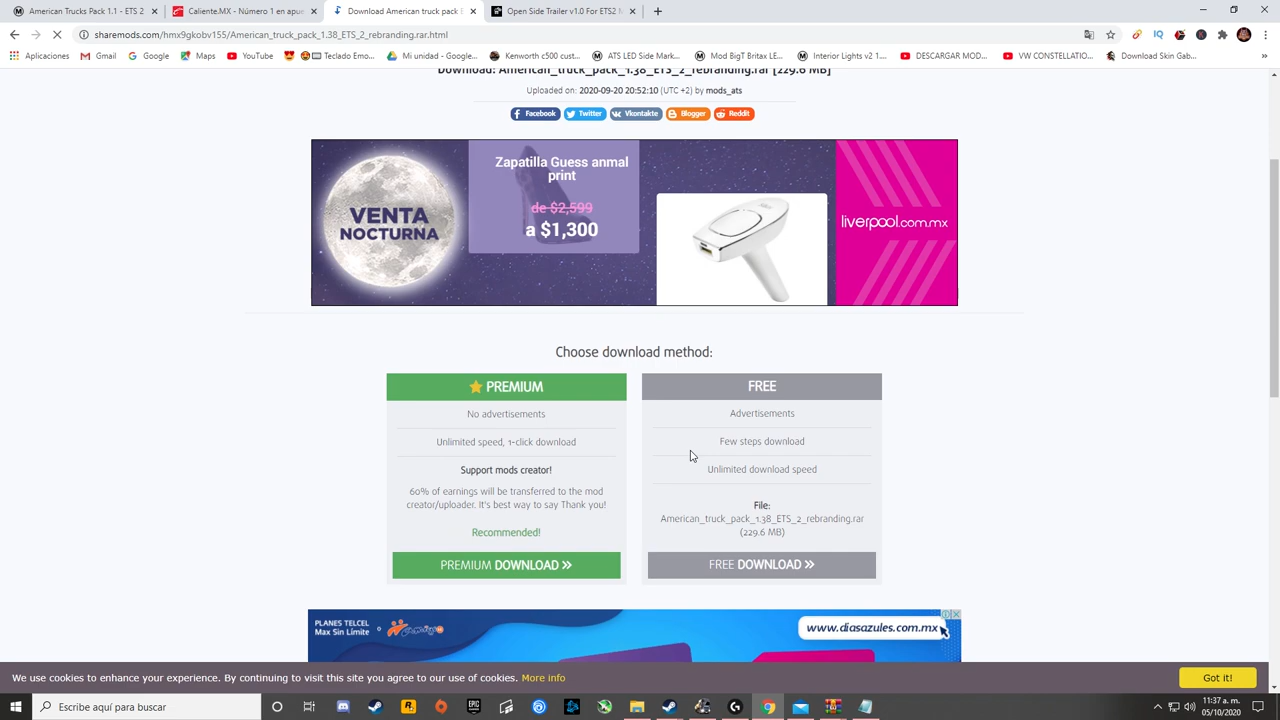 American Trucks Pack 1.1 - ETS 2
Caliente.MX - Número 1 en apue
Download American truck pack
Open Side Trailer v1.0 For ETS2 M
sharemods.com/hmx9gkobv155/American_truck_pack_1.38_ETS_2_rebranding.rar.html
Aplicaciones
Gmail
Google
Maps
YouTube
Teclado Emo...
Mi unidad - Google...
Kenworth c500 cust...
ATS LED Side Mark...
Mod BigT Britax LE...
Interior Lights v2 1....
DESCARGAR MOD...
VW CONSTELLATIO...
Download Skin Gab...
Download: American_truck_pack_1.38_ETS_2_rebranding.rar [229.6 MB]
Uploaded on: 2020-09-20 20:52:10 (UTC +2) by mods_ats
Facebook
Twitter
Vkontakte
Blogger
Reddit
VENTA
NOCTURNA
Zapatilla Guess anmal
print
de $2,599
a $1,300
liverpool.com.mx
Choose download method:
PREMIUM
No advertisements
Unlimited speed, 1-click download
Support mods creator!
60% of earnings will be transferred to the mod
creator/uploader. It's best way to say Thank you!
Recommended!
PREMIUM DOWNLOAD »
FREE
Advertisements
Few steps download
Unlimited download speed
File:
American_truck_pack_1.38_ETS_2_rebranding.rar
(229.6 MB)
FREE DOWNLOAD »
PLANES TELCEL
Max Sin Límite
www.diasazules.com.mx
We use cookies to enhance your experience. By continuing to visit this site you agree to our use of cookies. More info
Got it!
Escribe aquí para buscar
11:37 a. m.
05/10/2020